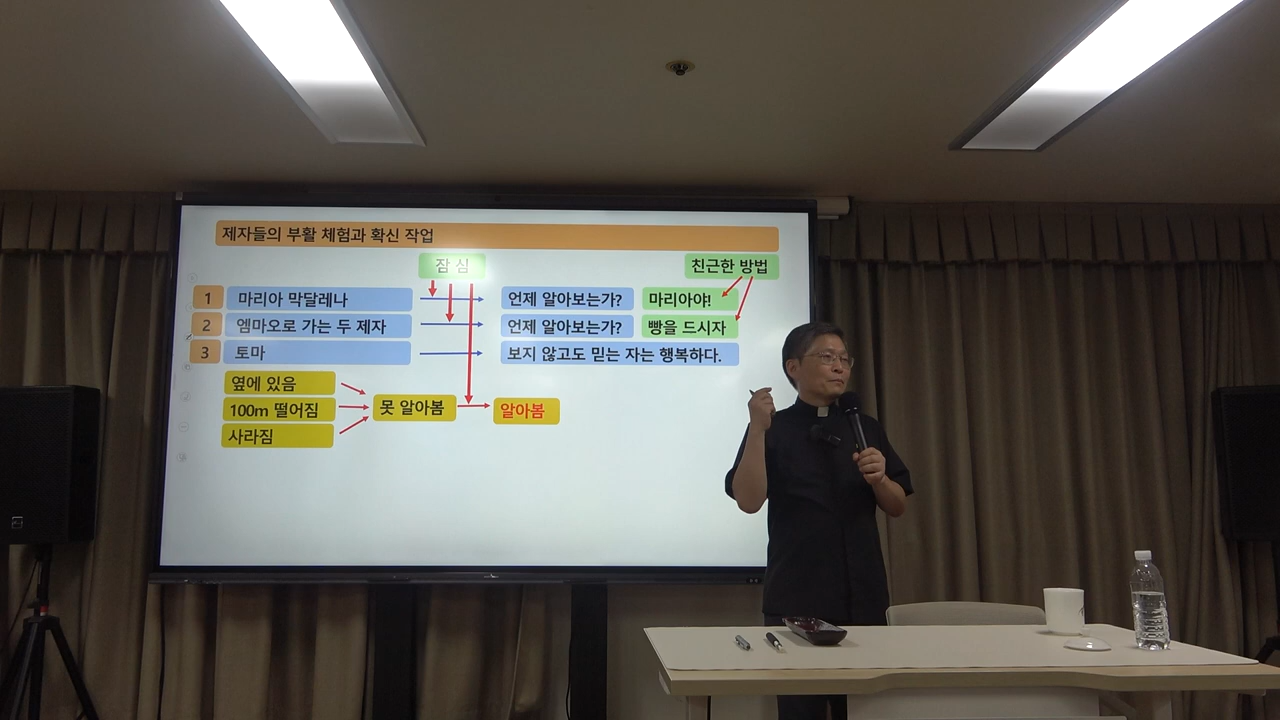 제자들의 부활 체험과 확신 작업
잠 심
친근한 방법
1 마리아 막달레나 언제 알아보는가? 마리아야!
2 엠마오로 가는 두 제자 언제 알아보는가? 빵을 드시자
3 토마 보지 않고도 믿는 자는 행복하다.
옆에 있음
100m 떨어짐 못 알아봄 알아봄
사라짐